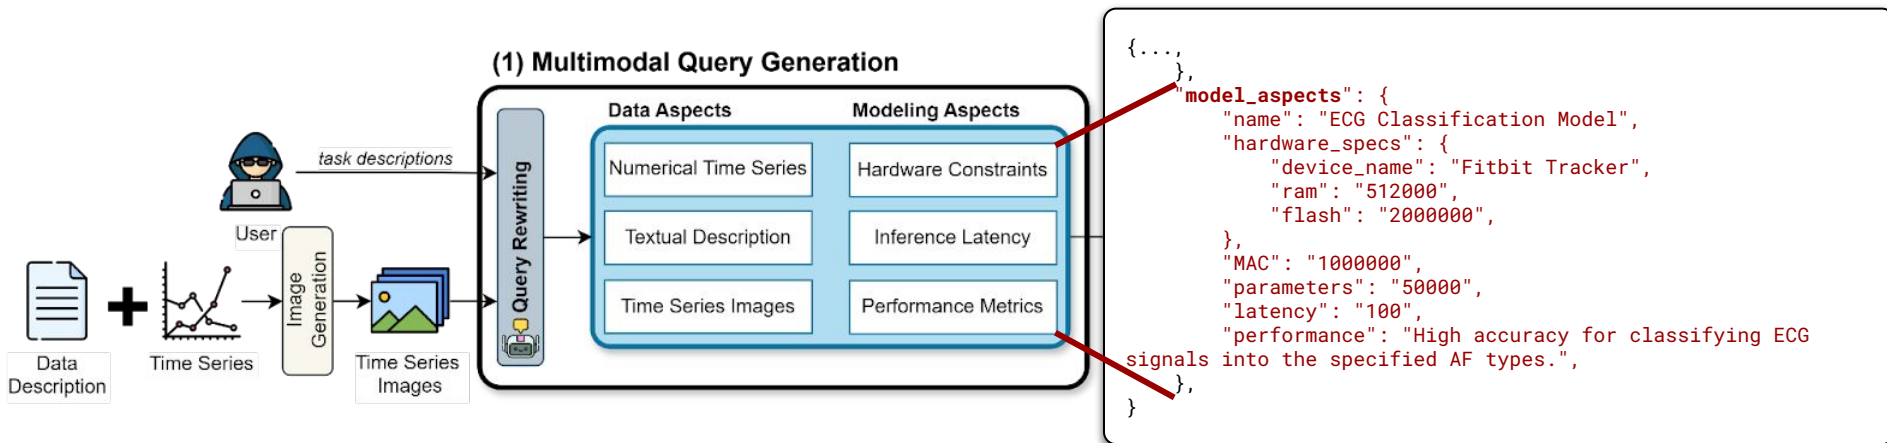 (1) Multimodal Query Generation
Data Aspects
Modeling Aspects
task descriptions
User
Data
Description
Time Series
Image
Generation
Time Series
Images
Query Rewriting
Numerical Time Series
Textual Description
Time Series Images
Hardware Constraints
Inference Latency
Performance Metrics
{...,
},
"model_aspects": {
"name": "ECG Classification Model",
"hardware_specs": {
"device_name": "Fitbit Tracker",
"ram": "512000",
"flash": "2000000",
},
"MAC": "1000000",
"parameters": "50000",
"latency": "100",
"performance": "High accuracy for classifying ECG
signals into the specified AF types.",
},
}